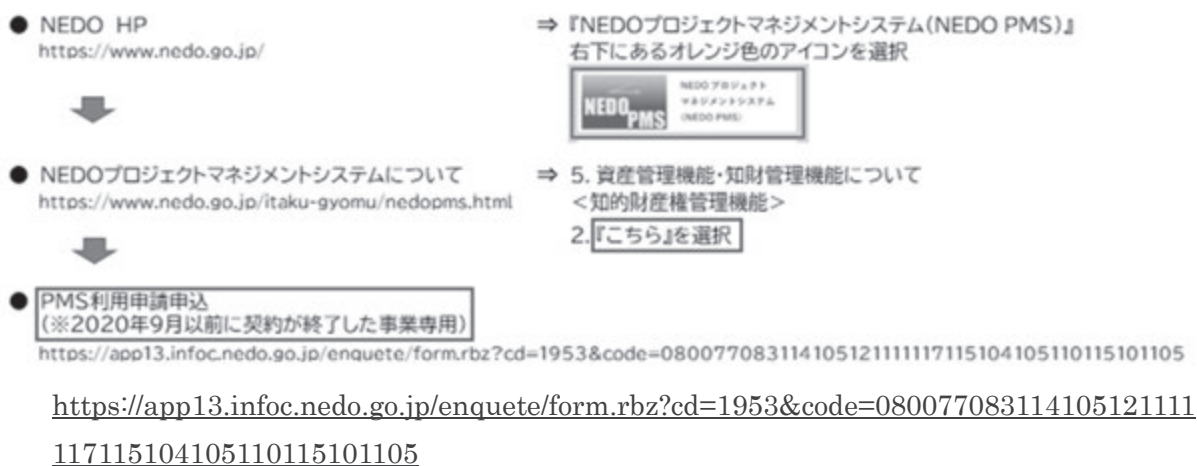 ● NEDO HP
https://www.nedo.go.jp/
⇒ 『NEDOプロジェクトマネジメントシステム(NEDO PMS)』
右下にあるオレンジ色のアイコンを選択
NEDO PMS
NEDO プロジェクト
マネジメントシステム
(NEDO PMS)
● NEDOプロジェクトマネジメントシステムについて
https://www.nedo.go.jp/itaku-gyomu/nedopms.html
⇒ 5. 資産管理機能・知財管理機能について
<知的財産権管理機能>
2.『こちら』を選択
● PMS利用申請申込
(※2020年9月以前に契約が終了した事業専用)
https://app13.infoc.nedo.go.jp/enquete/form.rbz?cd=1953&code=080077083114105121111117115104105110115101105
https://app13.infoc.nedo.go.jp/enquete/form.rbz?cd=1953&code=080077083114105121111
117115104105110115101105